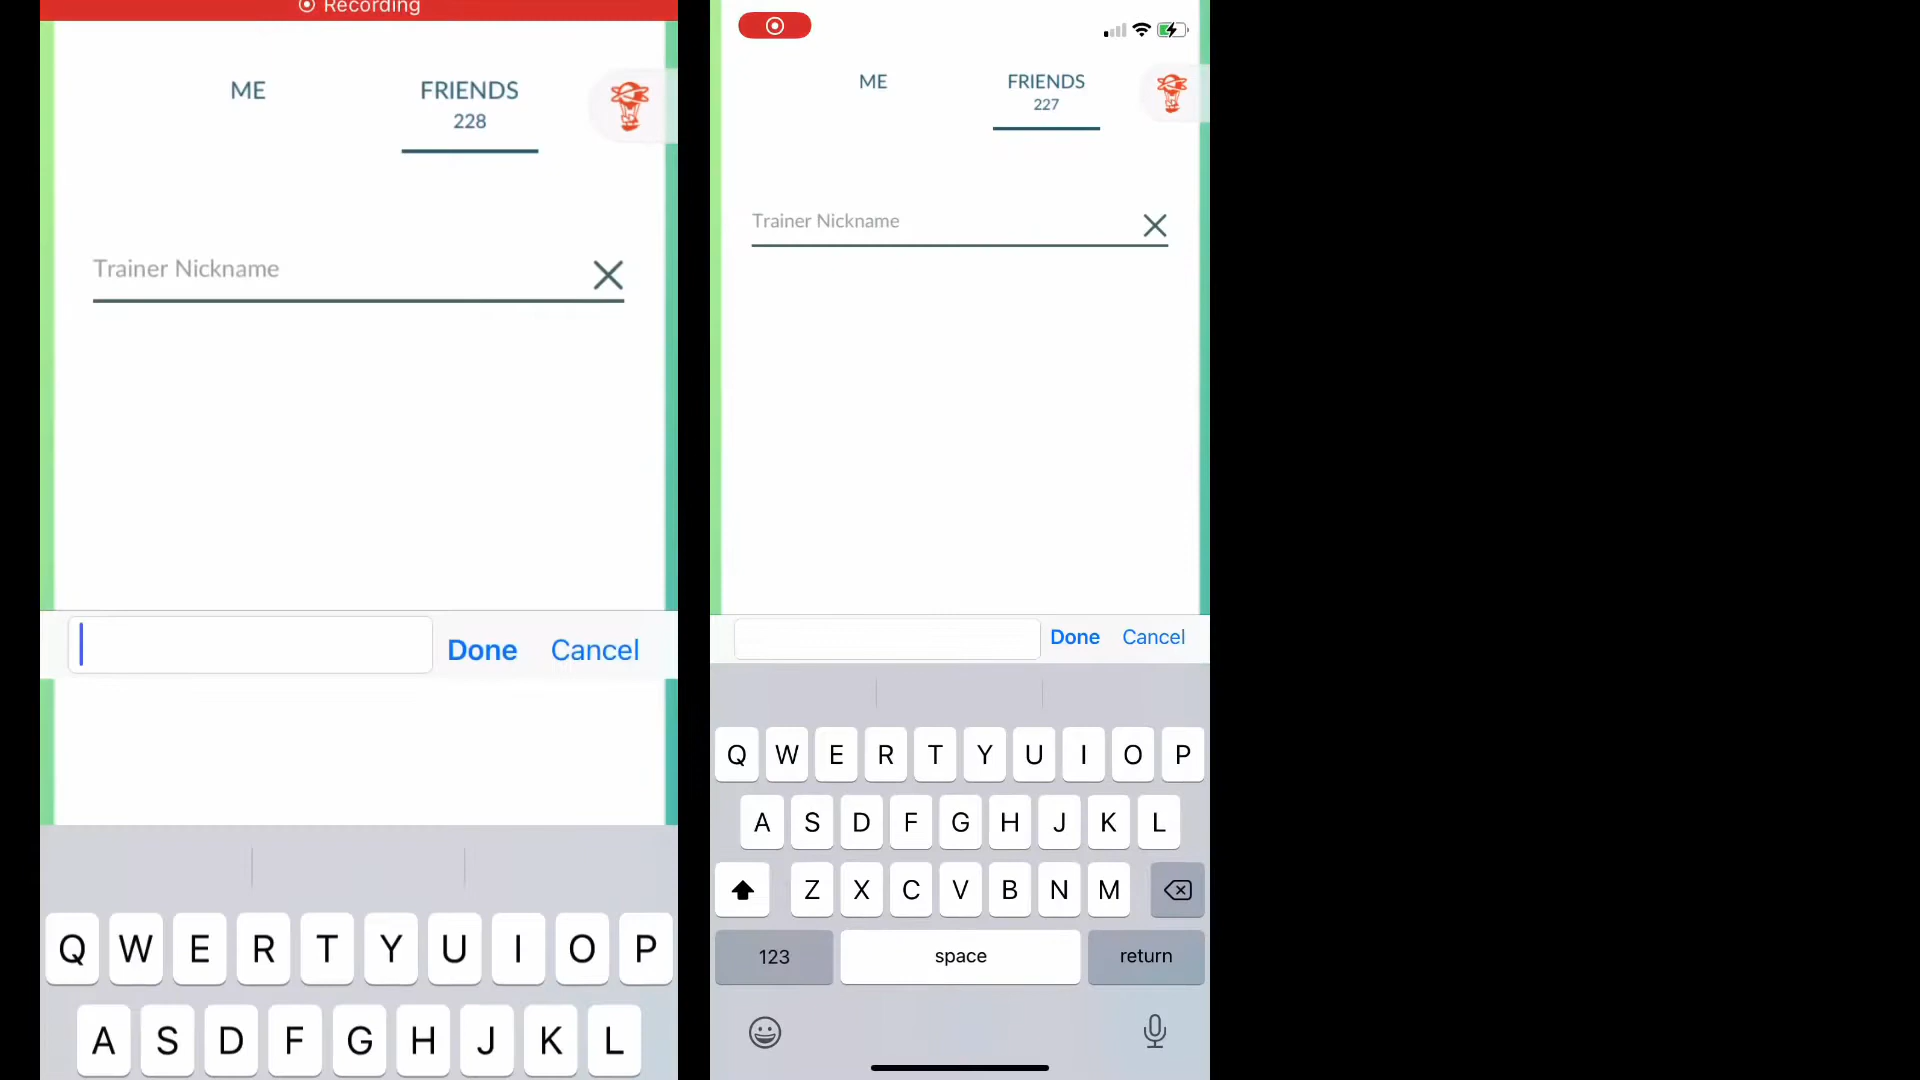 Recording
ME
FRIENDS
228
Trainer Nickname
Done Cancel
Q W E R T Y U I O P
A S D F G H J K L
ME
FRIENDS
227
Trainer Nickname
Done Cancel
Q W E R T Y U I O P
A S D F G H J K L
Z X C V B N M
123 space return